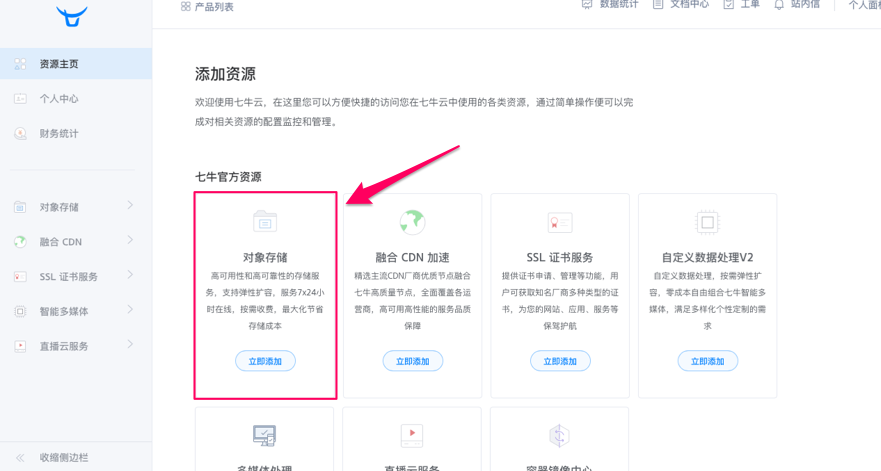 产品列表
数据统计
文档中心
工单
站内信
个人面板
资源主页
个人中心
财务统计
对象存储
融合 CDN
SSL 证书服务
智能多媒体
直播云服务
收缩侧边栏
添加资源
欢迎使用七牛云，在这里您可以方便快捷的访问您在七牛云中使用的各类资源，通过简单操作便可以完
成对相关资源的配置监控和管理。
七牛官方资源
对象存储
高可用性和高可靠性的存储服
务，支持弹性扩容，服务7x24小
时在线，按需收费，最大化节省
存储成本
立即添加
融合 CDN 加速
精选主流CDN厂商优质节点融合
七牛高质量节点，全面覆盖各运
营商，高可用高性能的服务品质
保障
立即添加
SSL 证书服务
提供证书申请、管理等功能，用
户可获取知名厂商多种类型的证
书，为您的网站、应用、服务等
保驾护航
立即添加
自定义数据处理V2
自定义数据处理，按需弹性扩
容，零成本自由组合七牛智能多
媒体，满足多样化个性定制的需
求
立即添加
多媒体处理
直播云服务
容器镜像中心